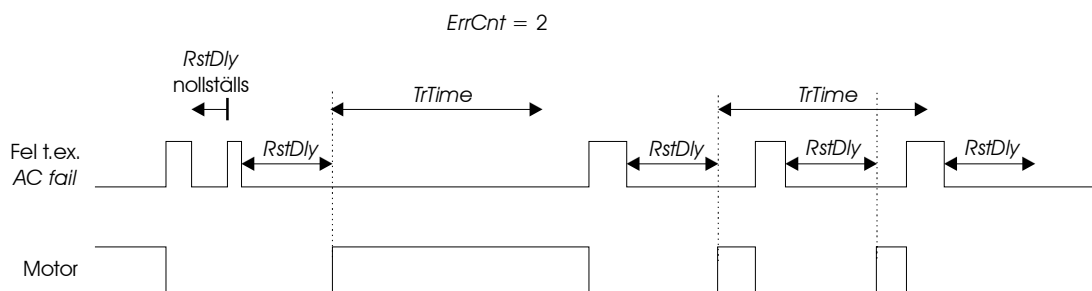 ErrCnt = 2
RstDly
nollställs
TrTime
TrTime
Fel t.ex.
AC fail
RstDly
RstDly
RstDly
RstDly
Motor